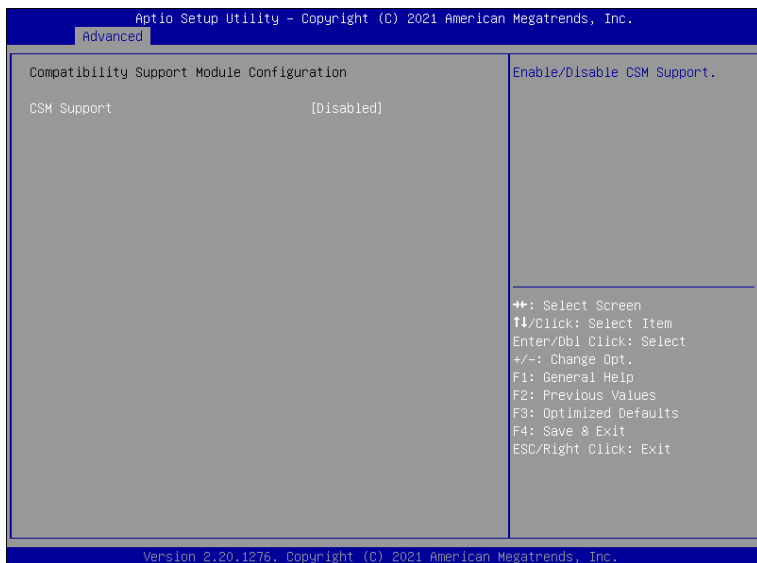 Aptio Setup Utility – Copyright (C) 2021 American Megatrends, Inc.
Advanced
Compatibility Support Module Configuration
CSM Support [Disabled]
Enable/Disable CSM Support.
→←: Select Screen
↑↓/Click: Select Item
Enter/Dbl Click: Select
+/-: Change Opt.
F1: General Help
F2: Previous Values
F3: Optimized Defaults
F4: Save & Exit
ESC/Right Click: Exit
Version 2.20.1276. Copyright (C) 2021 American Megatrends, Inc.